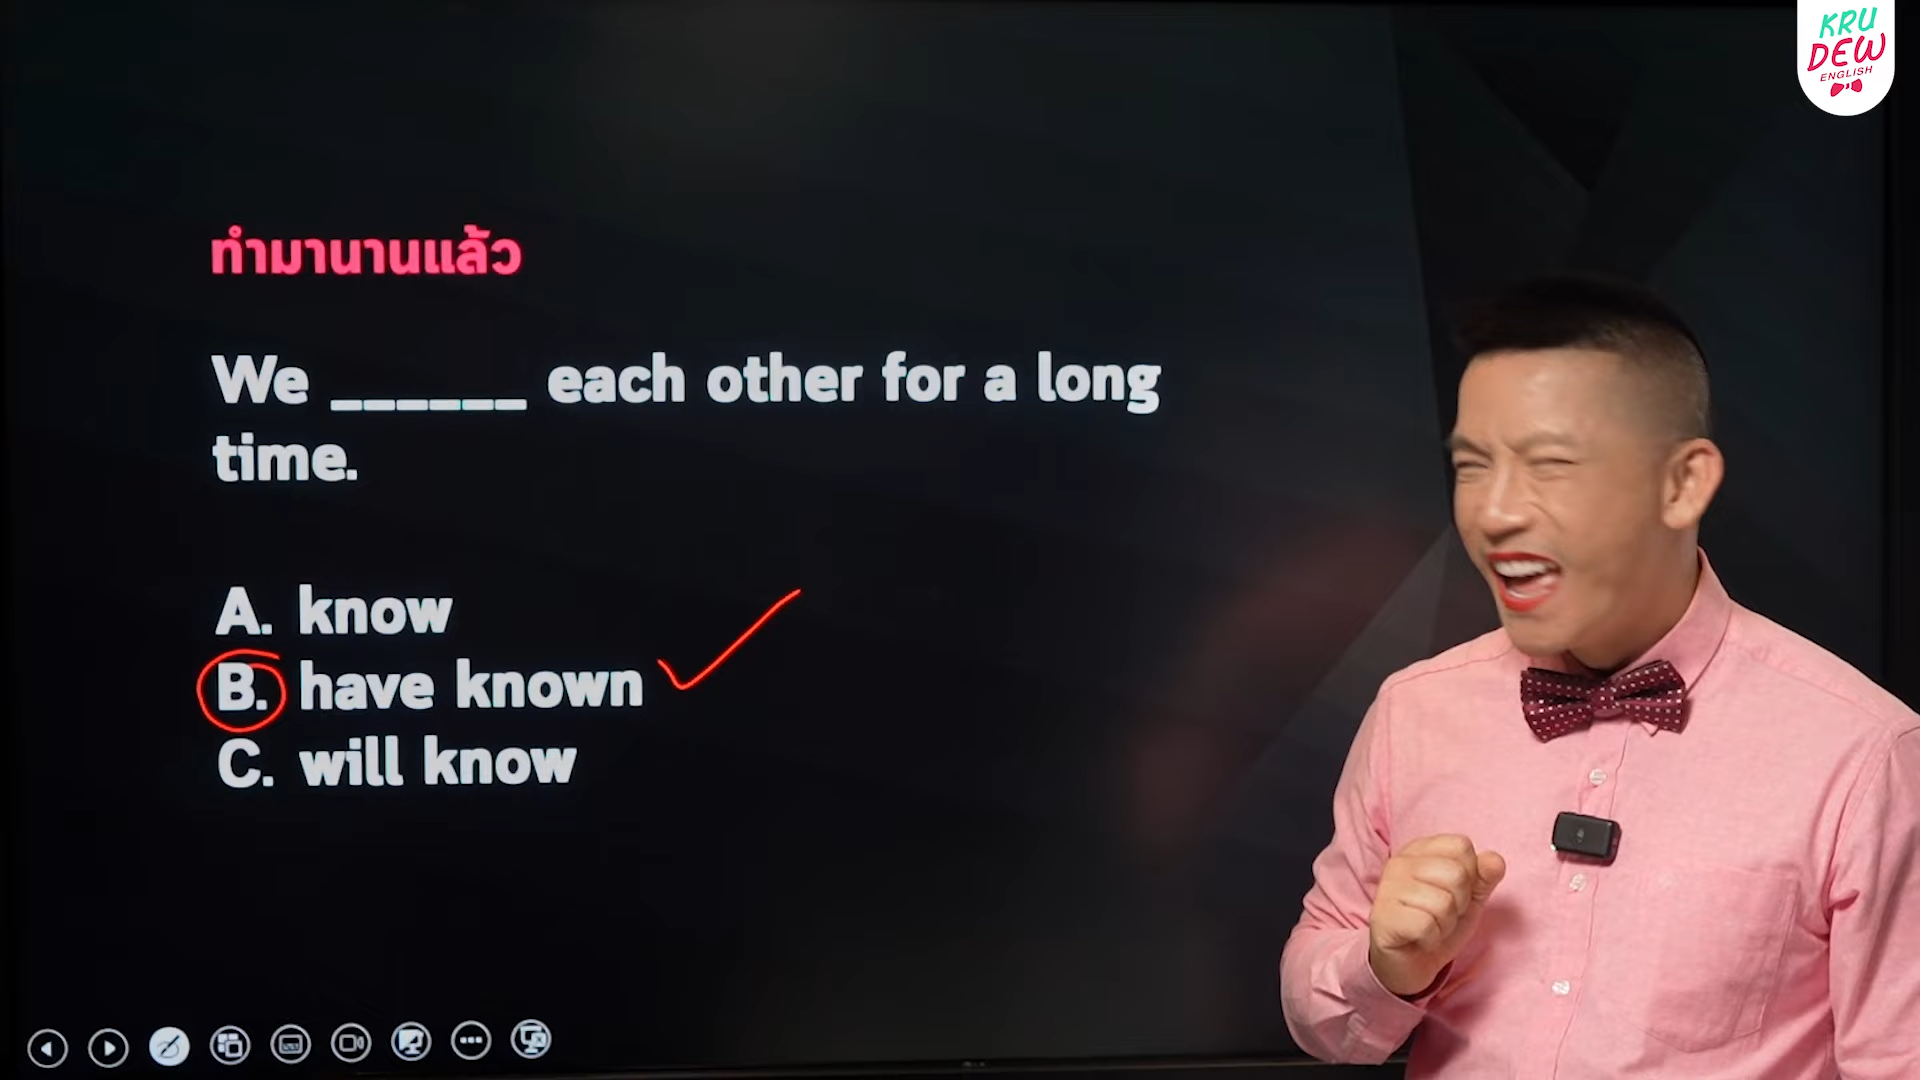 KRU
DEW
ENGLISH
ทำมานานแล้ว
We ______ each other for a long
time.
A. know
B. have known
C. will know